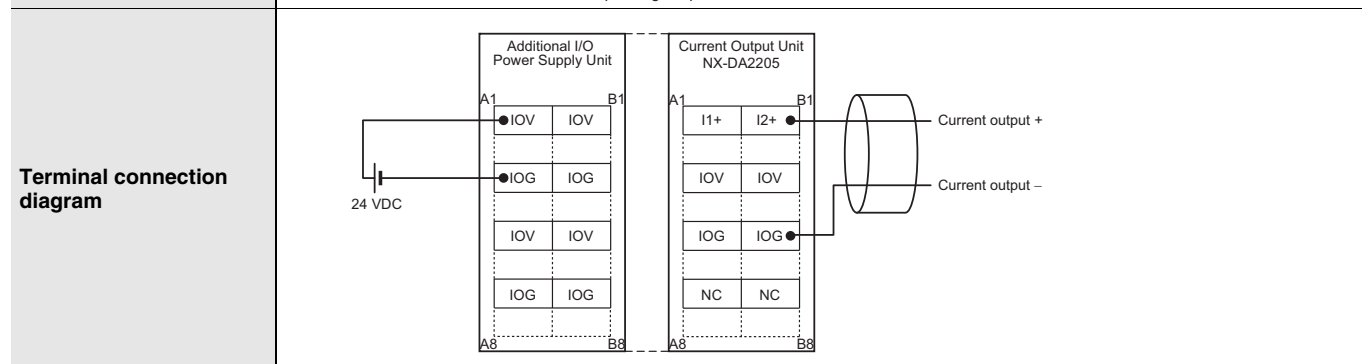 Terminal connection
diagram
Additional I/O
Power Supply Unit
A1 B1
IOV IOV
IOG IOG
IOV IOV
IOG IOG
A8 B8
24 VDC
Current Output Unit
NX-DA2205
A1 B1
I1+ I2+
IOV IOV
IOG IOG
NC NC
A8 B8
Current output +
Current output –